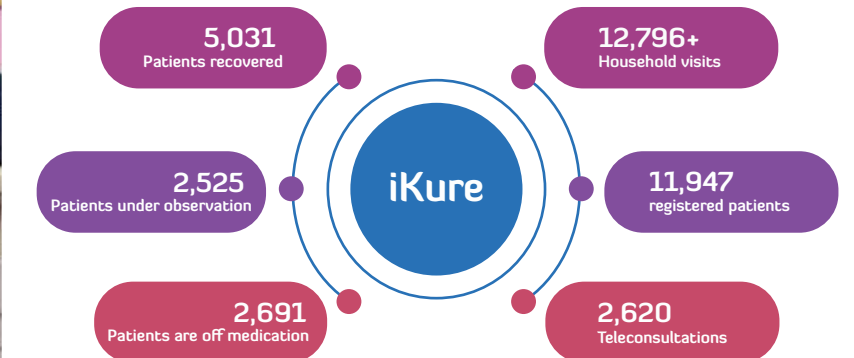 5,031
Patients recovered
12,796+
Household visits
2,525
Patients under observation
iKure
11,947
registered patients
2,691
Patients are off medication
2,620
Teleconsultations